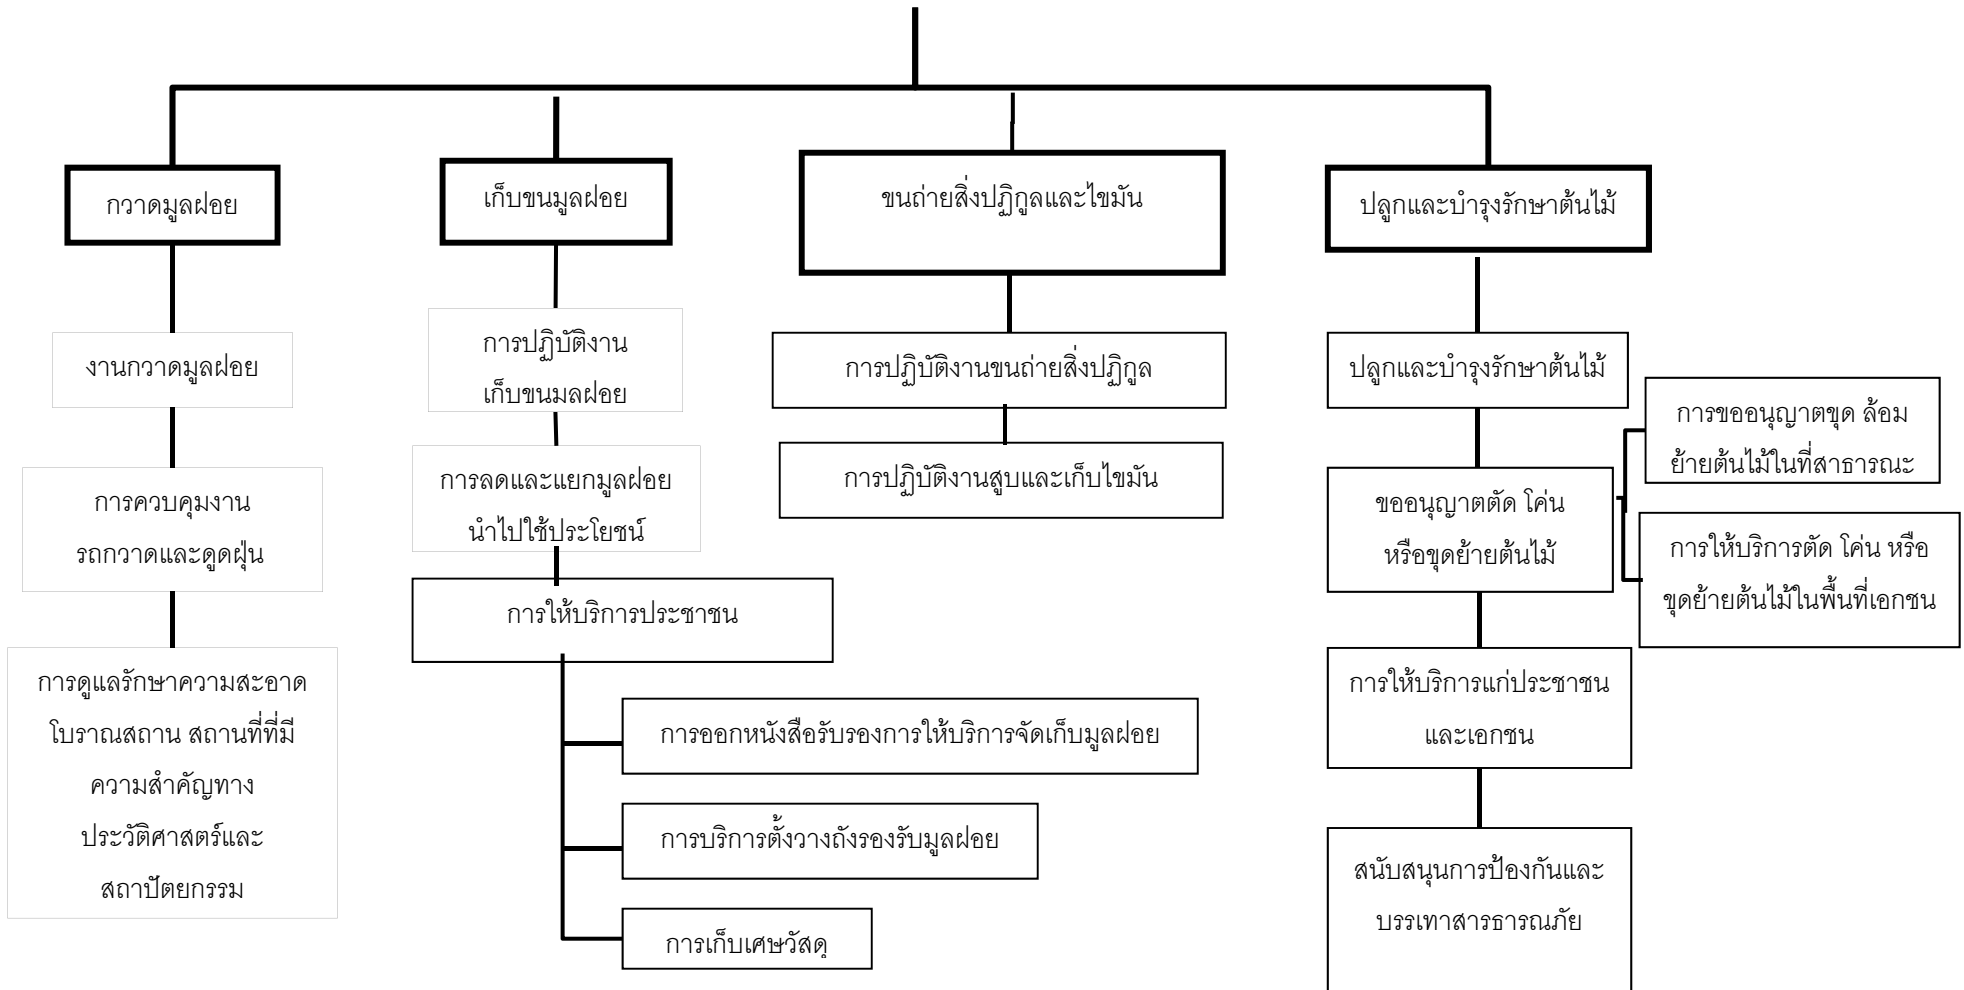 กวาดมูลฝอย
เก็บขนมูลฝอย
ขนถ่ายสิ่งปฏิกูลและไขมัน
ปลูกและบำรุงรักษาต้นไม้
งานกวาดมูลฝอย
การควบคุมงาน
รถกวาดและดูดฝุ่น
การดูแลรักษาความสะอาด
โบราณสถาน สถานที่ที่มี
ความสำคัญทาง
ประวัติศาสตร์และ
สถาปัตยกรรม
การปฏิบัติงาน
เก็บขนมลฝอย
การลดและแยกมูลฝอย
นำไปใช้ประโยชน์
การให้บริการประชาชน
การออกหนังสือรับรองการให้บริการจัดเก็บมูลฝอย
การบริการตั้งวางถังรองรับมูลฝอย
การเก็บเศษวัสดุ
การปฏิบัติงานขนถ่ายสิ่งปฏิกูล
การปฏิบัติงานสูบและเก็บไขมัน
ปลูกและบำรุงรักษาต้นไม้
ขออนุญาตตัด โค่น
หรือขุดย้ายต้นไม้
การขออนุญาตขุด ล้อม
ย้ายต้นไม้ในที่สาธารณะ
การให้บริการตัด โค่น หรือ
ขุดย้ายต้นไม้ในพื้นที่เอกชน
การให้บริการแก่ประชาชน
และเอกชน
สนับสนุนการป้องกันและ
บรรเทาสารธารณภัย